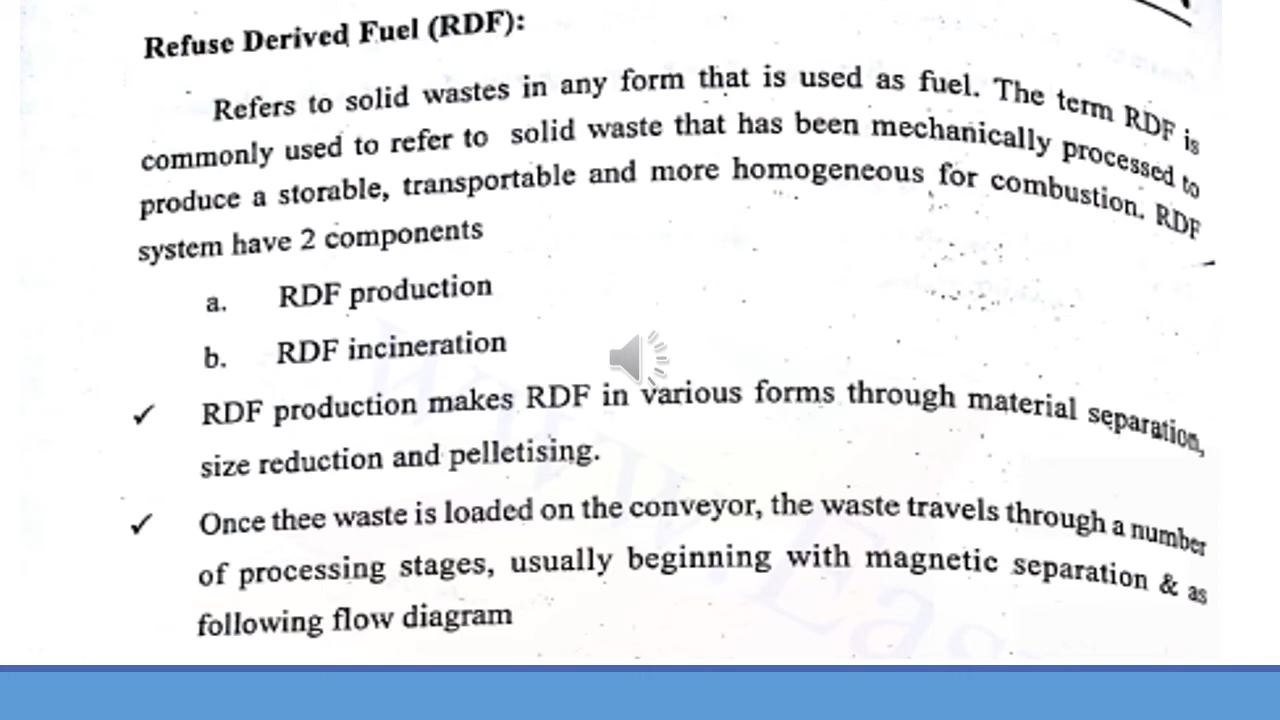 Refuse Derived Fuel (RDF):
Refers to solid wastes in any form that is used as fuel. The term RDF is
commonly used to refer to solid waste that has been mechanically processed to
produce a storable, transportable and more homogeneous for combustion. RDF
system have 2 components
a. RDF production
b. RDF incineration
✓ RDF production makes RDF in various forms through material separation,
size reduction and pelletising.
✓ Once thee waste is loaded on the conveyor, the waste travels through a number
of processing stages, usually beginning with magnetic separation & as
following flow diagram
www.Eas